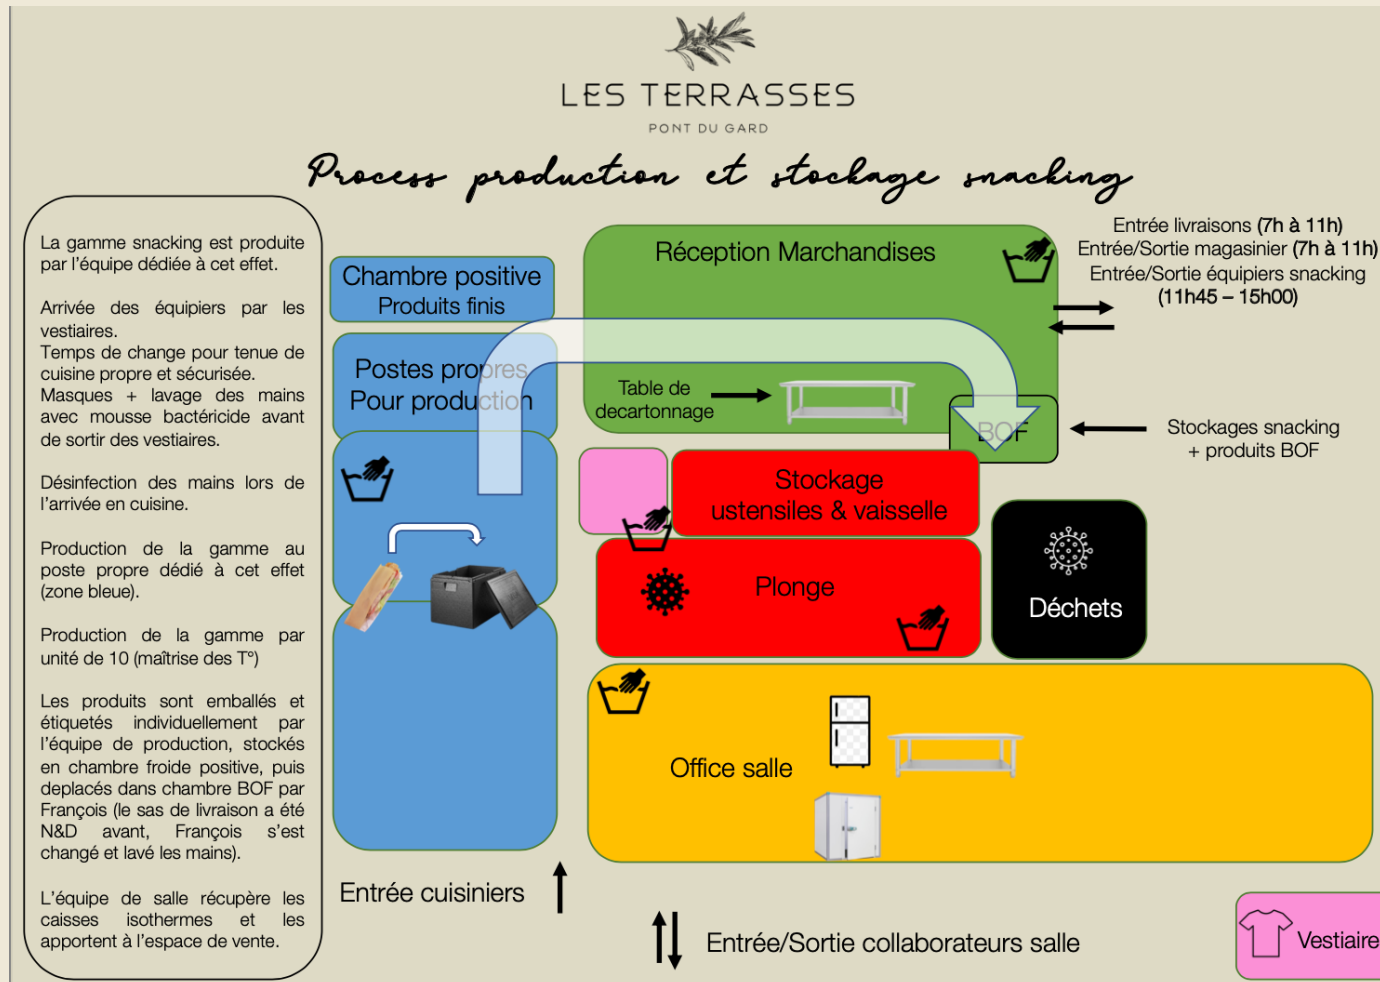 LES TERRASSES
PONT DU GARD
Process production et stockage snacking
La gamme snacking est produite
par l'équipe dédiée à cet effet.
Arrivée des équipiers par les
vestiaires.
Temps de change pour tenue de
cuisine propre et sécurisée.
Masques + lavage des mains
avec mousse bactéricide avant
de sortir des vestiaires.
Désinfection des mains lors de
l'arrivée en cuisine.
Production de la gamme au
poste propre dédié à cet effet
(zone bleue).
Production de la gamme par
unité de 10 (maîtrise des T°)
Les produits sont emballés et
étiquetés individuellement par
l'équipe de production, stockés
en chambre froide positive, puis
deplacés dans chambre BOF par
François (le sas de livraison a été
N&D avant, François s'est
changé et lavé les mains).
L'équipe de salle récupère les
caisses isothermes et les
apportent à l'espace de vente.
Chambre positive
Produits finis
Postes propres
Pour production
Réception Marchandises
Table de
decartonnage
BOF
Entrée livraisons (7h à 11h)
Entrée/Sortie magasinier (7h à 11h)
Entrée/Sortie équipiers snacking
(11h45 – 15h00)
Stockages snacking
+ produits BOF
Stockage
ustensiles & vaisselle
Plonge
Déchets
Office salle
Entrée cuisiniers
Entrée/Sortie collaborateurs salle
Vestiaire